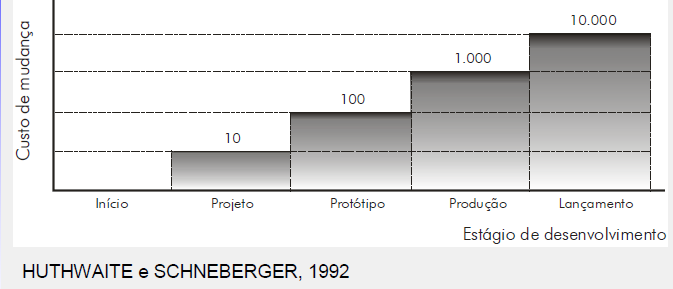 Custo de mudança
10.000
1.000
100
10
Início Projeto Protótipo Produção Lançamento
Estágio de desenvolvimento
HUTHWAITE e SCHNEBERGER, 1992